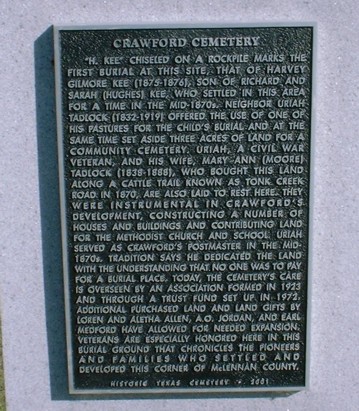 CRAWFORD CEMETERY
"H. KEE" CHISELED ON A ROCKPILE MARKS THE
FIRST BURIAL AT THIS SITE, THAT OF HARVEY
GILMORE KEE (1875-1876), SON OF RICHARD AND
SARAH (HUGHES) KEE, WHO SETTLED IN THIS AREA
FOR A TIME IN THE MID-1870s. NEIGHBOR URIAH
TADLOCK (1832-1919) OFFERED THE USE OF ONE OF
HIS PASTURES FOR THE CHILD'S BURIAL AND AT THE
SAME TIME SET ASIDE THREE ACRES OF LAND FOR A
COMMUNITY CEMETERY. URIAH, A CIVIL WAR
VETERAN, AND HIS WIFE, MARY ANN (MOORE)
TADLOCK (1838-1888), WHO BOUGHT THIS LAND
ALONG A CATTLE TRAIL KNOWN AS TONK CREEK
ROAD IN 1870, ARE ALSO LAID TO REST HERE. THEY
WERE INSTRUMENTAL IN CRAWFORD'S
DEVELOPMENT, CONSTRUCTING A NUMBER OF
HOUSES AND BUILDINGS AND CONTRIBUTING LAND
FOR THE METHODIST CHURCH AND SCHOOL. URIAH
SERVED AS CRAWFORD'S POSTMASTER IN THE MID-
1870s. TRADITION SAYS HE DEDICATED THE LAND
WITH THE UNDERSTANDING THAT NO ONE WAS TO PAY
FOR A BURIAL PLACE. TODAY, THE CEMETERY'S CARE
IS OVERSEEN BY AN ASSOCIATION FORMED IN 1923
AND THROUGH A TRUST FUND SET UP IN 1972.
ADDITIONAL PURCHASED LAND AND LAND GIFTS BY
LOREN AND ALETHA ALLEN, A.O. JORDAN, AND EARL
MEDFORD HAVE ALLOWED FOR NEEDED EXPANSION.
VETERANS ARE ESPECIALLY HONORED HERE IN THIS
BURIAL GROUND THAT CHRONICLES THE PIONEERS
AND FAMILIES WHO SETTLED AND
DEVELOPED THIS CORNER OF McLENNAN COUNTY.
HISTORIC TEXAS CEMETERY - 2001